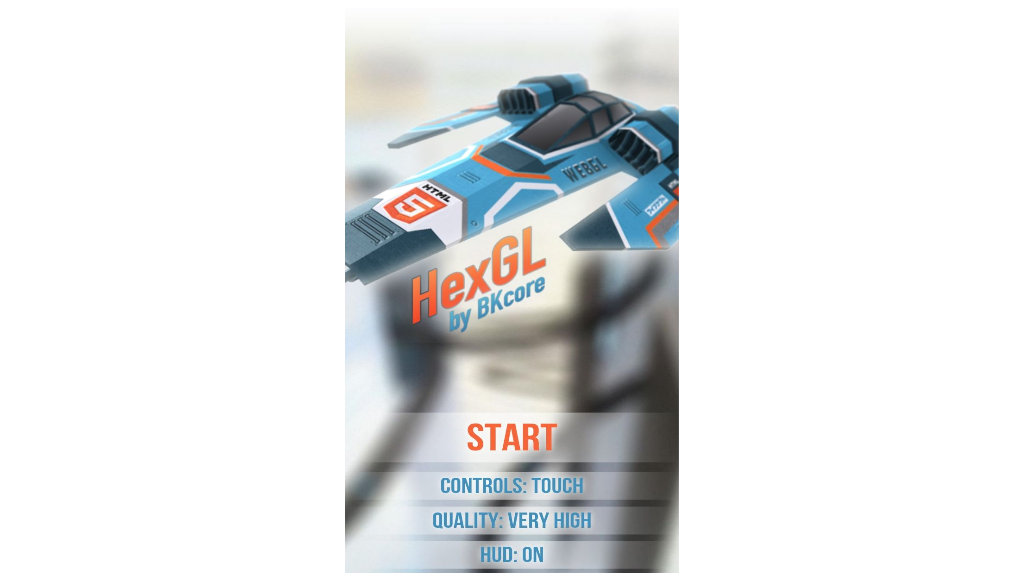 WEBGL
HTML
5
HexGL
by BKcore
START
CONTROLS: TOUCH
QUALITY: VERY HIGH
HUD: ON